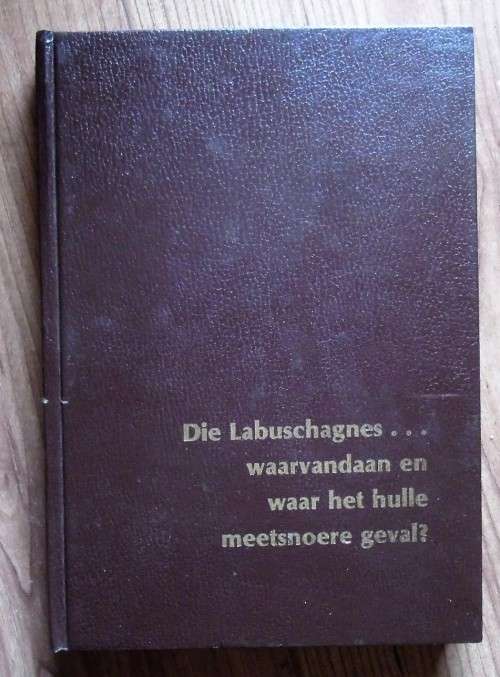 Die Labuschagnes . . .
waarvandaan en
waar het hulle
meetsnoere geval?